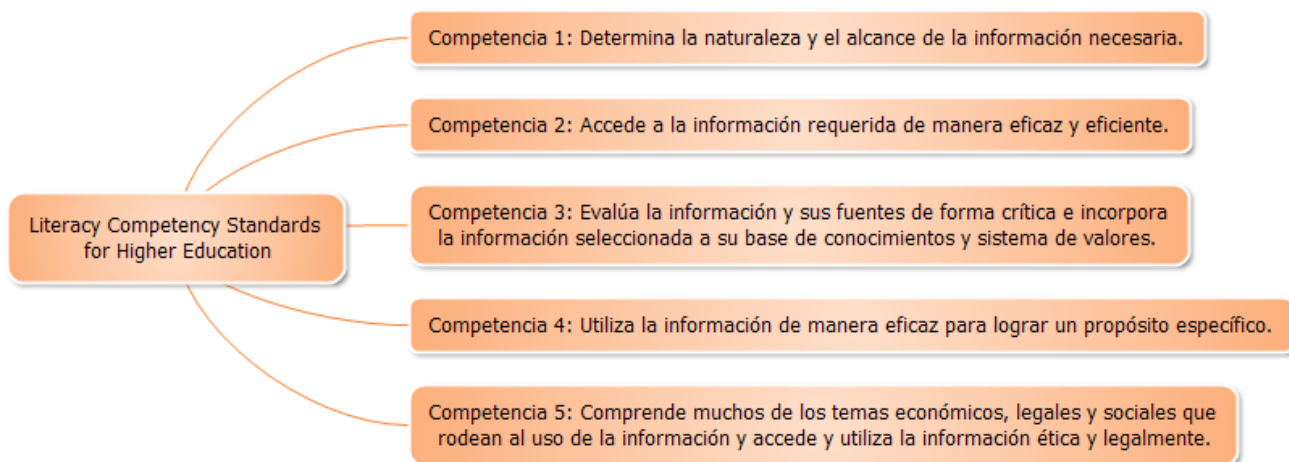 Competencia 1: Determina la naturaleza y el alcance de la información necesaria.
Competencia 2: Accede a la información requerida de manera eficaz y eficiente.
Literacy Competency Standards
for Higher Education
Competencia 3: Evalúa la información y sus fuentes de forma crítica e incorpora
la información seleccionada a su base de conocimientos y sistema de valores.
Competencia 4: Utiliza la información de manera eficaz para lograr un propósito específico.
Competencia 5: Comprende muchos de los temas económicos, legales y sociales que
rodean al uso de la información y accede y utiliza la información ética y legalmente.